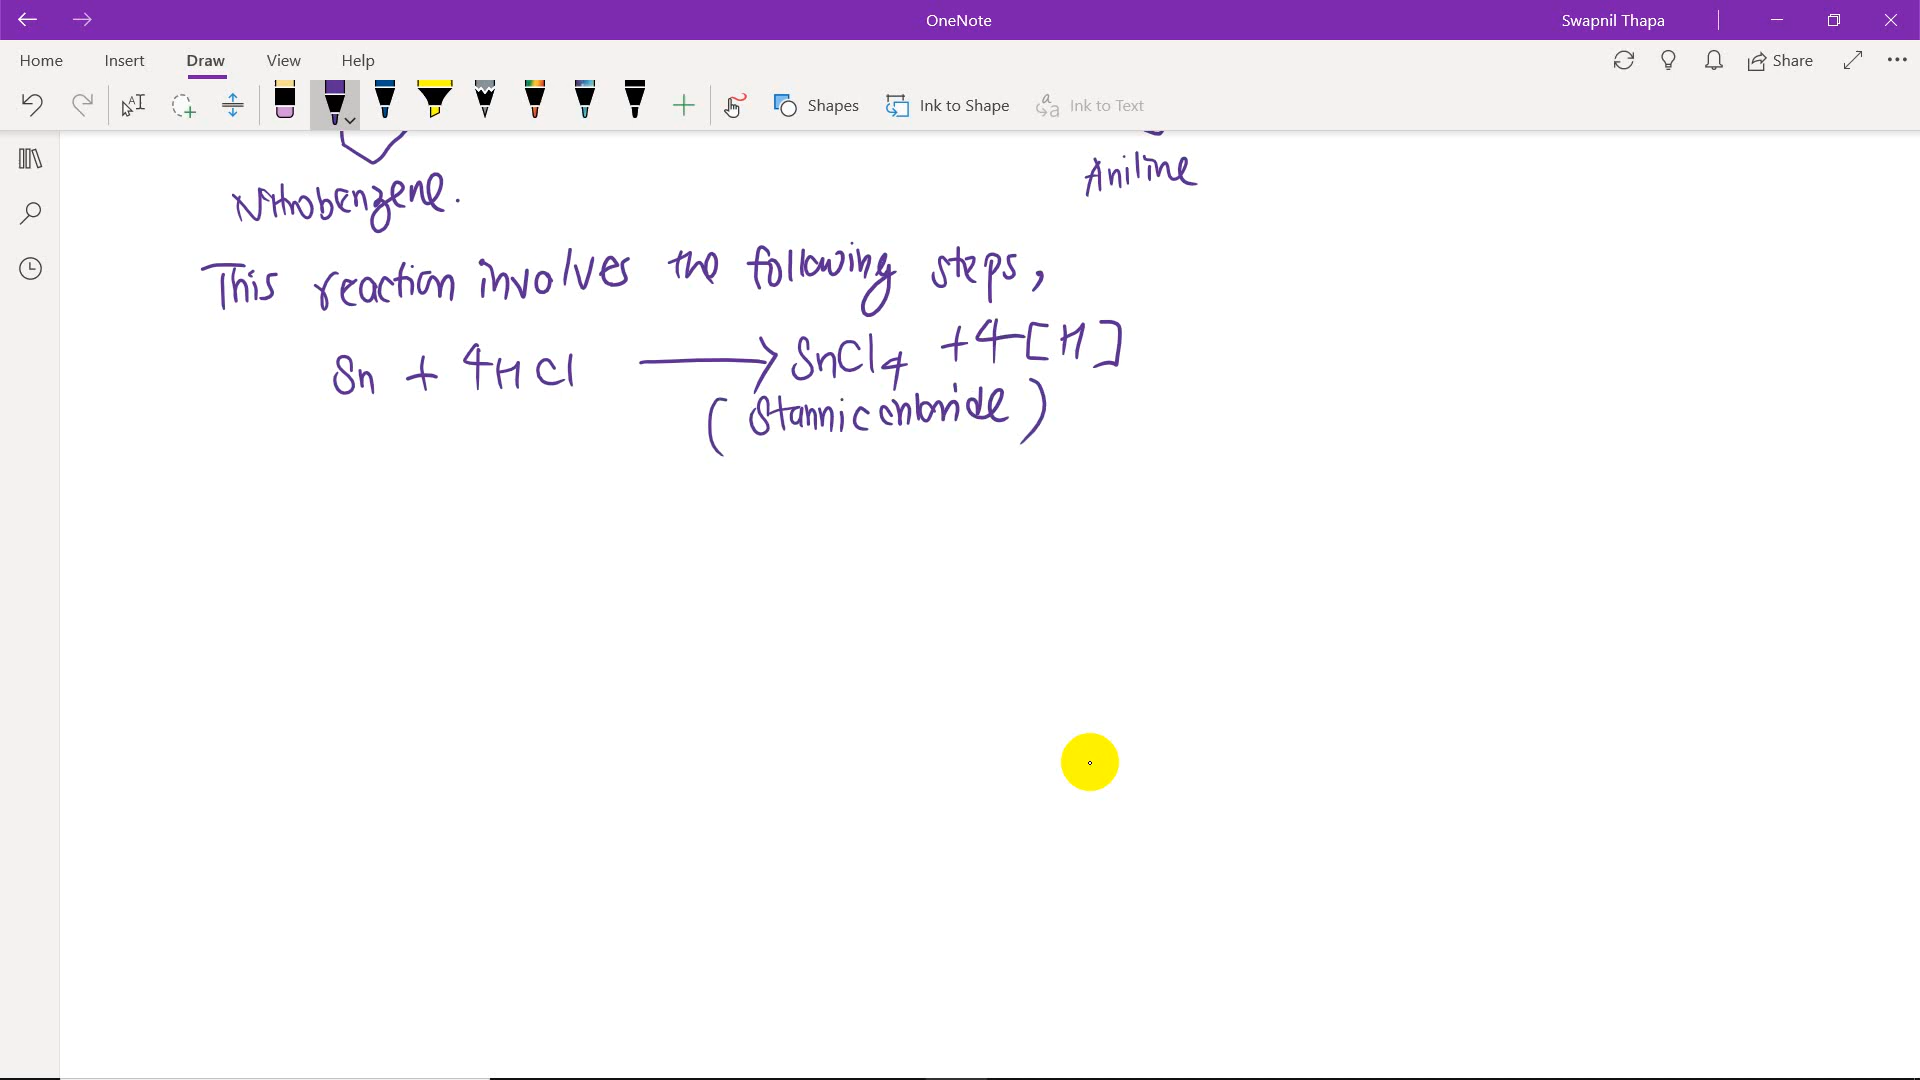 OneNote
Swapnil Thapa
Home Insert Draw View Help
Share
Shapes Ink to Shape Ink to Text
Aniline
Nitrobenzene.
This reaction involves the following steps,
Sn + 4HCl ⟶ SnCl₄ + 4[H]
(Stannic chloride)